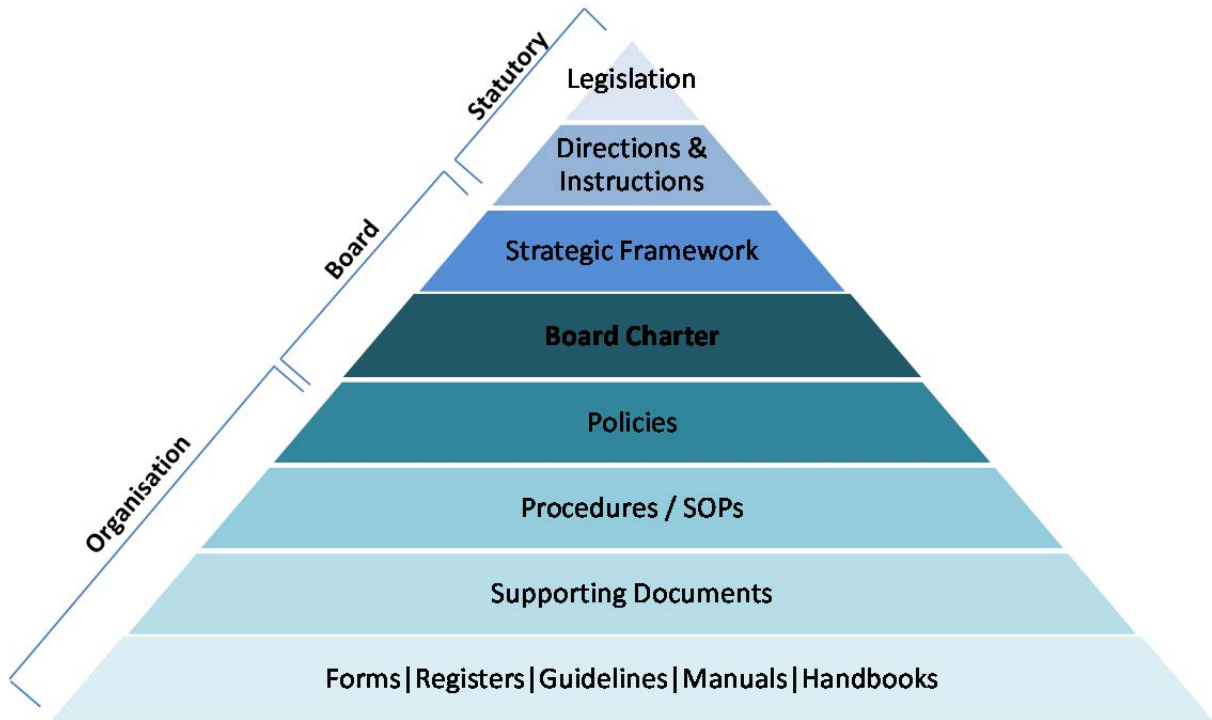 Statutory
Board
Organisation
Legislation
Directions &
Instructions
Strategic Framework
Board Charter
Policies
Procedures / SOPs
Supporting Documents
Forms|Registers|Guidelines|Manuals|Handbooks